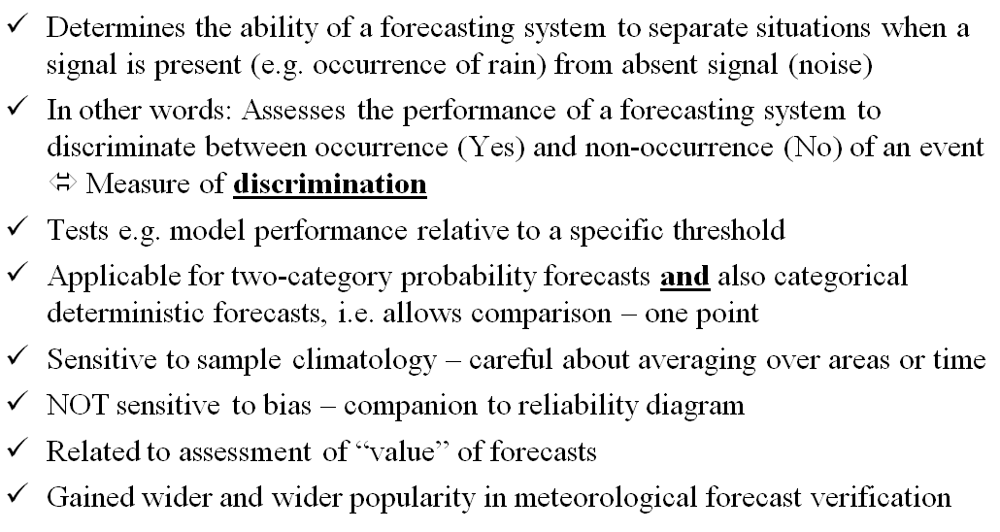 ✓ Determines the ability of a forecasting system to separate situations when a
signal is present (e.g. occurrence of rain) from absent signal (noise)
✓ In other words: Assesses the performance of a forecasting system to
discriminate between occurrence (Yes) and non-occurrence (No) of an event
⇔ Measure of discrimination
✓ Tests e.g. model performance relative to a specific threshold
✓ Applicable for two-category probability forecasts and also categorical
deterministic forecasts, i.e. allows comparison – one point
✓ Sensitive to sample climatology – careful about averaging over areas or time
✓ NOT sensitive to bias – companion to reliability diagram
✓ Related to assessment of “value” of forecasts
✓ Gained wider and wider popularity in meteorological forecast verification